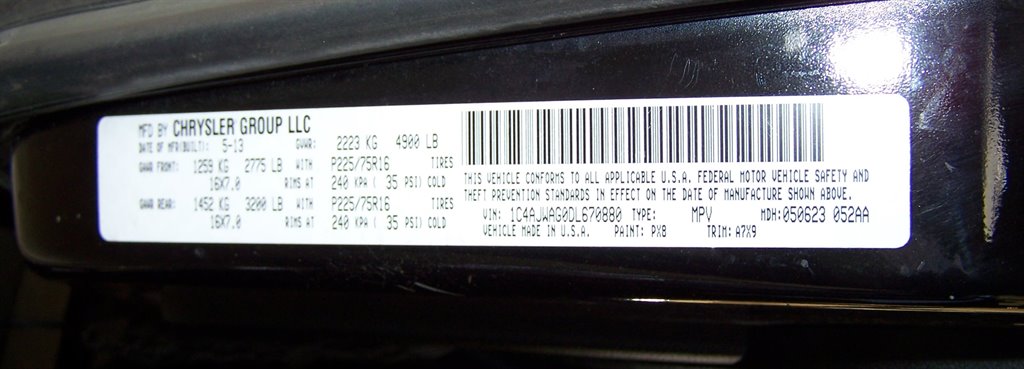 MFD BY CHRYSLER GROUP LLC
DATE OF MFR(BUILT): 5-13 GVWR: 2223 KG 4900 LB
GAWR FRONT: 1259 KG 2775 LB WITH P225/75R16 TIRES
16X7.0 RIMS AT 240 KPA ( 35 PSI) COLD
GAWR REAR: 1452 KG 3200 LB WITH P225/75R16 TIRES
16X7.0 RIMS AT 240 KPA ( 35 PSI) COLD
THIS VEHICLE CONFORMS TO ALL APPLICABLE U.S.A. FEDERAL MOTOR VEHICLE SAFETY AND
THEFT PREVENTION STANDARDS IN EFFECT ON THE DATE OF MANUFACTURE SHOWN ABOVE.
VIN: 1C4AJWAG0DL670880 TYPE: MPV MDH: 050623 052AA
VEHICLE MADE IN U.S.A. PAINT: PX8 TRIM: A7X9